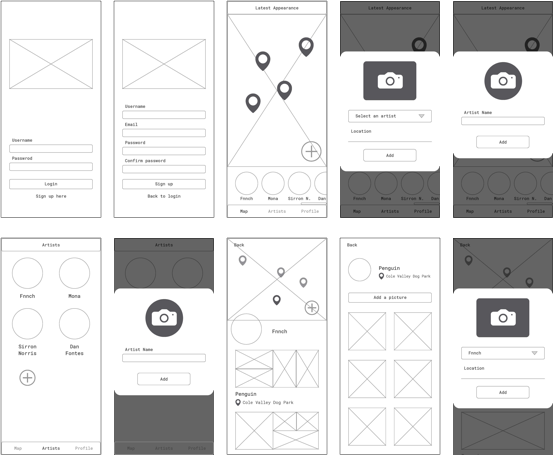 Username
Password
Login
Sign up here
Username
Email
Password
Confirm password
Sign up
Back to login
Latest Appearance
Fnnch
Mona
Sirron N.
Dan
Map
Artists
Profile
Latest Appearance
Select an artist
Location
Add
Fnnch
Mona
Sirron N.
Dan
Map
Artists
Profile
Latest Appearance
Artist Name
Add
Fnnch
Mona
Sirron N.
Dan
Map
Artists
Profile
Artists
Fnnch
Mona
Sirron
Norris
Dan
Fontes
Map
Artists
Profile
Artists
Artist Name
Add
Map
Artists
Profile
Back
Fnnch
Penguin
Cole Valley Dog Park
Back
Penguin
Cole Valley Dog Park
Add a picture
Back
Fnnch
Location
Add